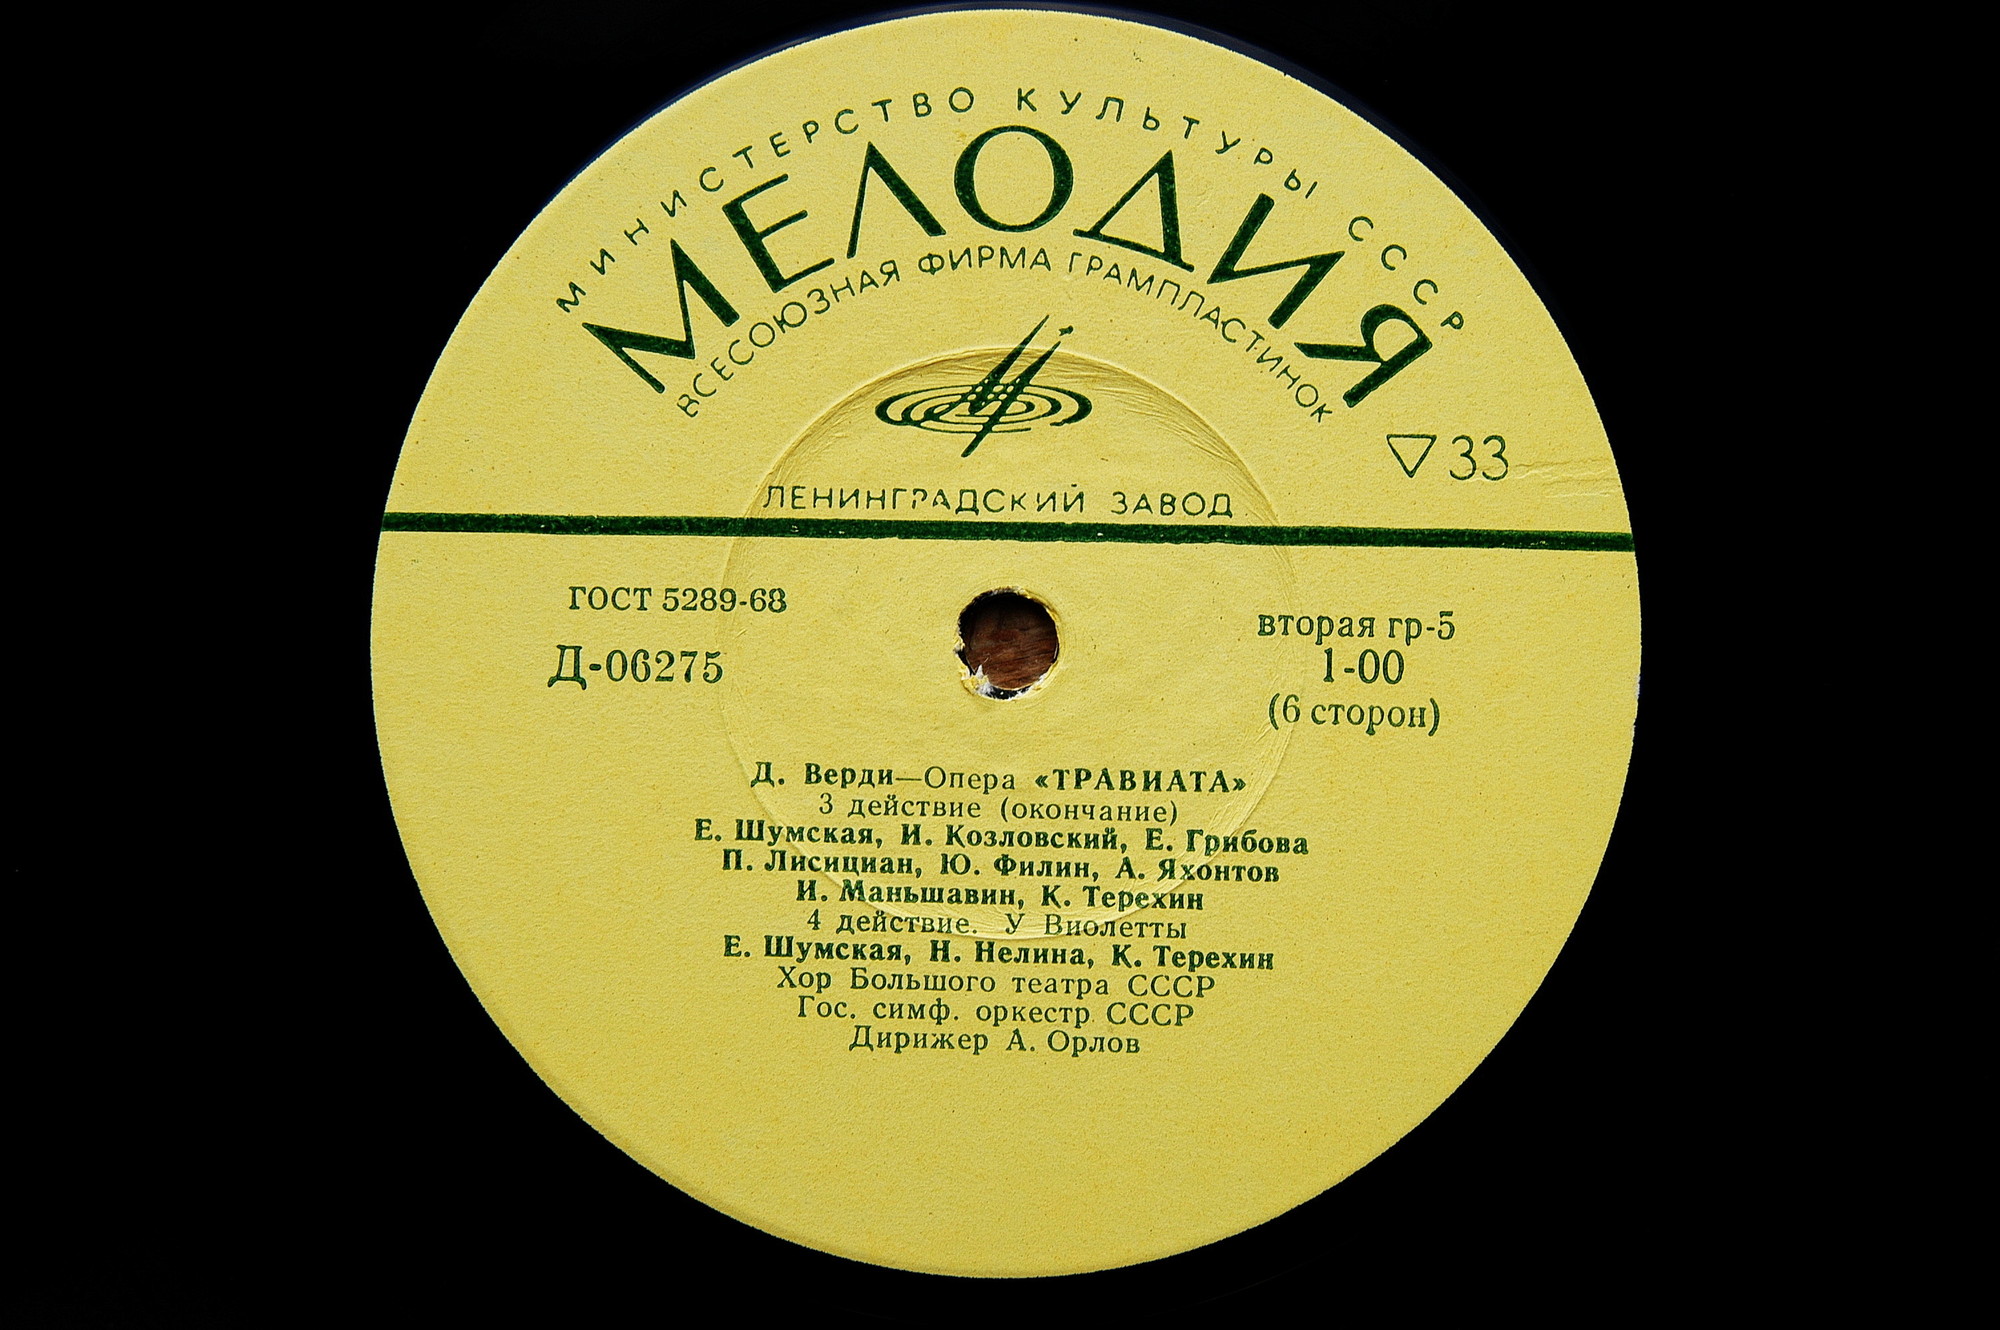 МИНИСТЕРСТВО КУЛЬТУРЫ СССР
МЕЛОДИЯ
ВСЕСОЮЗНАЯ ФИРМА ГРАМПЛАСТИНОК
33
ЛЕНИНГРАДСКИЙ ЗАВОД
ГОСТ 5289-68
Д-06275
вторая гр-5
1-00
(6 сторон)
Д. Верди—Опера «ТРАВИАТА»
3 действие (окончание)
Е. Шумская, И. Козловский, Е. Грибова
П. Лисициан, Ю. Филин, А. Яхонтов
И. Маньшавин, К. Терехин
4 действие. У Виолетты
Е. Шумская, Н. Нелина, К. Терехин
Хор Большого театра СССР
Гос. симф. оркестр СССР
Дирижер А. Орлов